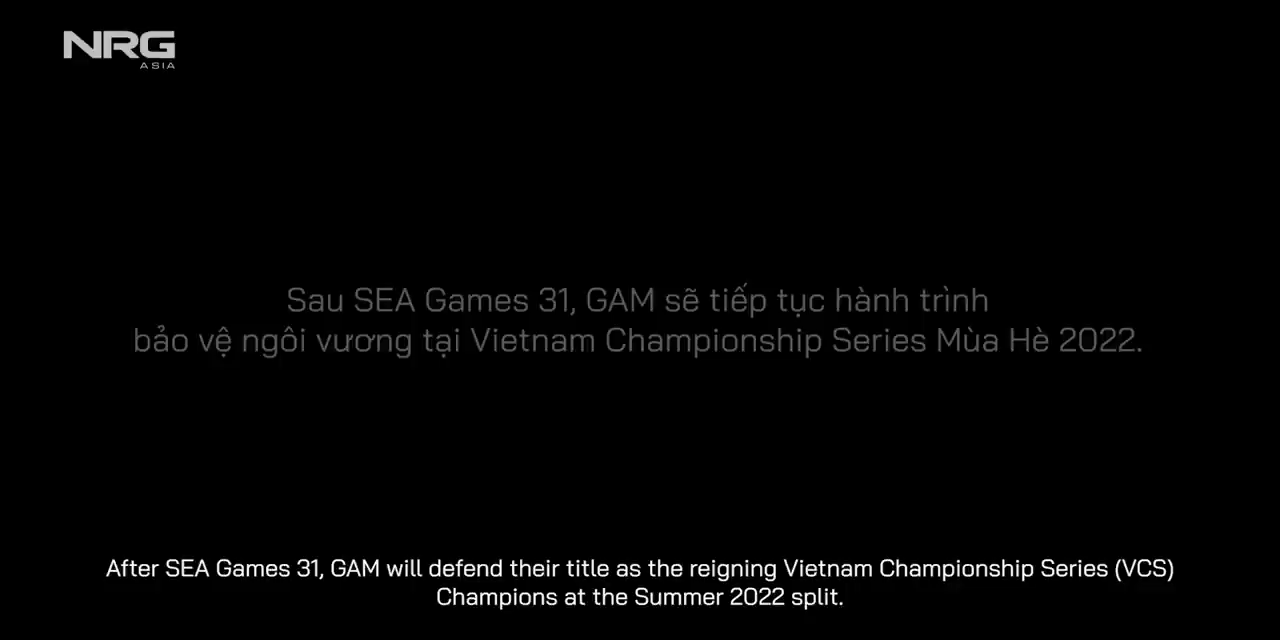 NRG
ASIA
Sau SEA Games 31, GAM sẽ tiếp tục hành trình
bảo vệ ngôi vương tại Vietnam Championship Series Mùa Hè 2022.
After SEA Games 31, GAM will defend their title as the reigning Vietnam Championship Series (VCS)
Champions at the Summer 2022 split.